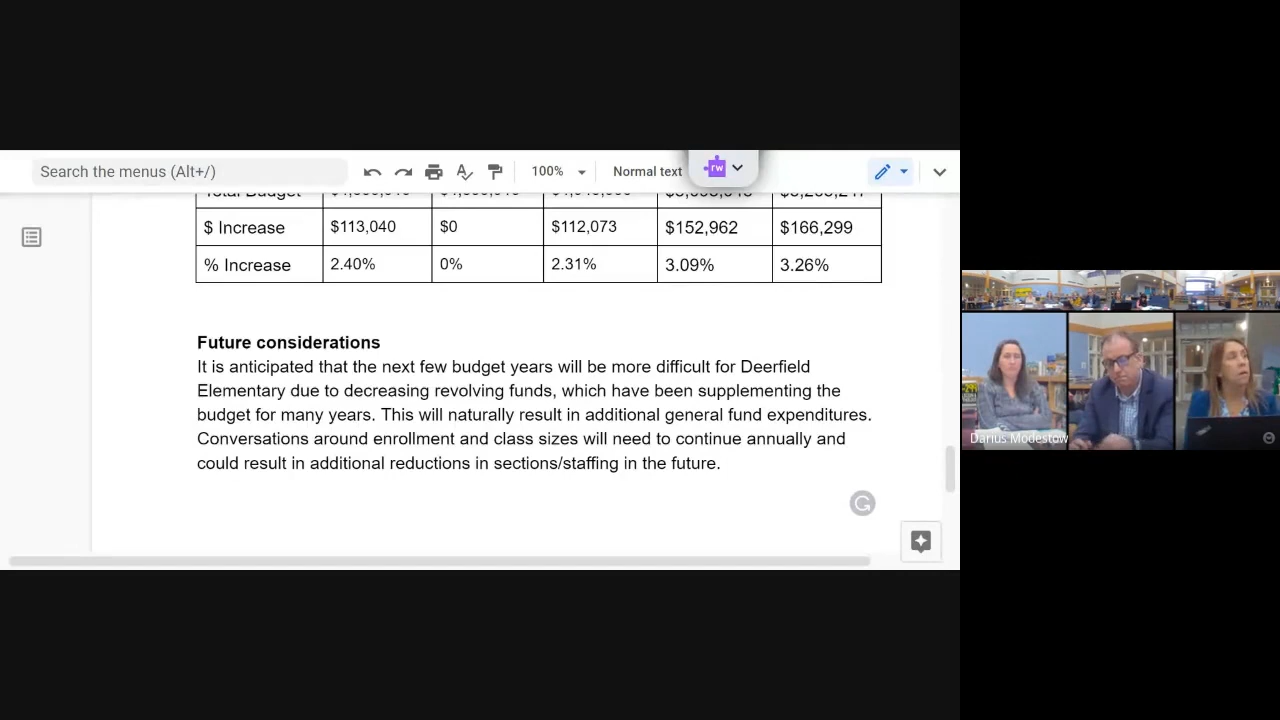 Search the menus (Alt+/)
100%
Normal text
rw
Total Budget
$ Increase $113,040 $0 $112,073 $152,962 $166,299
% Increase 2.40% 0% 2.31% 3.09% 3.26%
Future considerations
It is anticipated that the next few budget years will be more difficult for Deerfield
Elementary due to decreasing revolving funds, which have been supplementing the
budget for many years. This will naturally result in additional general fund expenditures.
Conversations around enrollment and class sizes will need to continue annually and
could result in additional reductions in sections/staffing in the future.
Darius Modestow